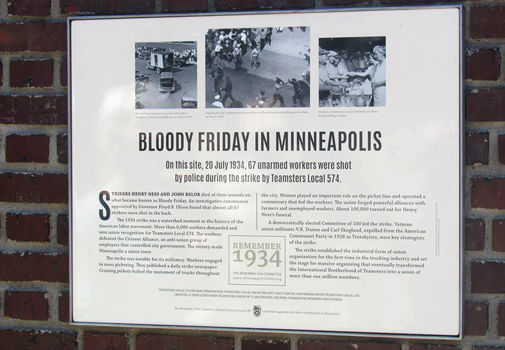 BLOODY FRIDAY IN MINNEAPOLIS
On this site, 20 July 1934, 67 unarmed workers were shot
by police during the strike by Teamsters Local 574.
STRIKERS HENRY NESS AND JOHN BELOR died of their wounds on
what became known as Bloody Friday. An investigative commission
appointed by Governor Floyd B. Olson found that almost all 67
strikers were shot in the back.
The 1934 strike was a watershed moment in the history of the
American labor movement. More than 6,000 workers demanded and
won union recognition for Teamsters Local 574. The workers
defeated the Citizens Alliance, an anti-union group of
employers that controlled city government. The victory made
Minneapolis a union town.
The strike was notable for its militancy. Workers engaged
in mass picketing. They published a daily strike newspaper.
Cruising pickets halted the movement of trucks throughout
the city. Women played an important role on the picket line and operated a
commissary that fed the workers. The union forged powerful alliances with
farmers and unemployed workers. About 100,000 turned out for Henry
Ness's funeral.
A democratically elected Committee of 100 led the strike. Veteran
union militants V.R. Dunne and Carl Skoglund, expelled from the American
Communist Party in 1928 as Trotskyists, were key strategists
of the strike.
The strike established the industrial form of union
organization for the first time in the trucking industry and set
the stage for massive organizing that eventually transformed
the International Brotherhood of Teamsters into a union of
more than one million members.
REMEMBER
1934